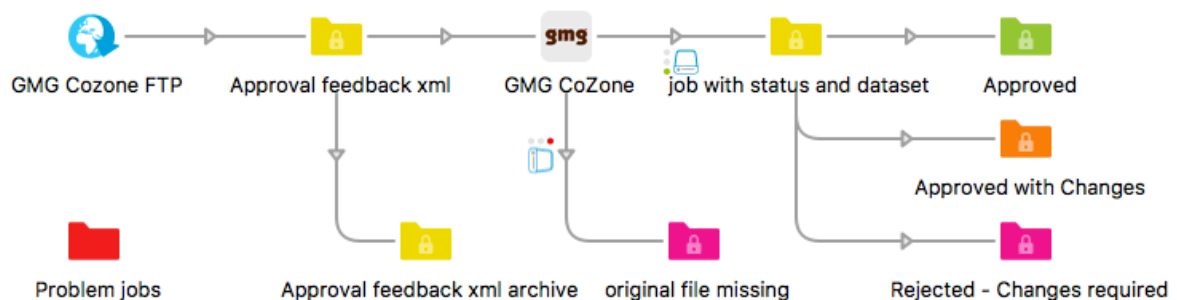 gmg
GMG Cozone FTP
Approval feedback xml
GMG CoZone
job with status and dataset
Approved
Approved with Changes
Problem jobs
Approval feedback xml archive
original file missing
Rejected - Changes required